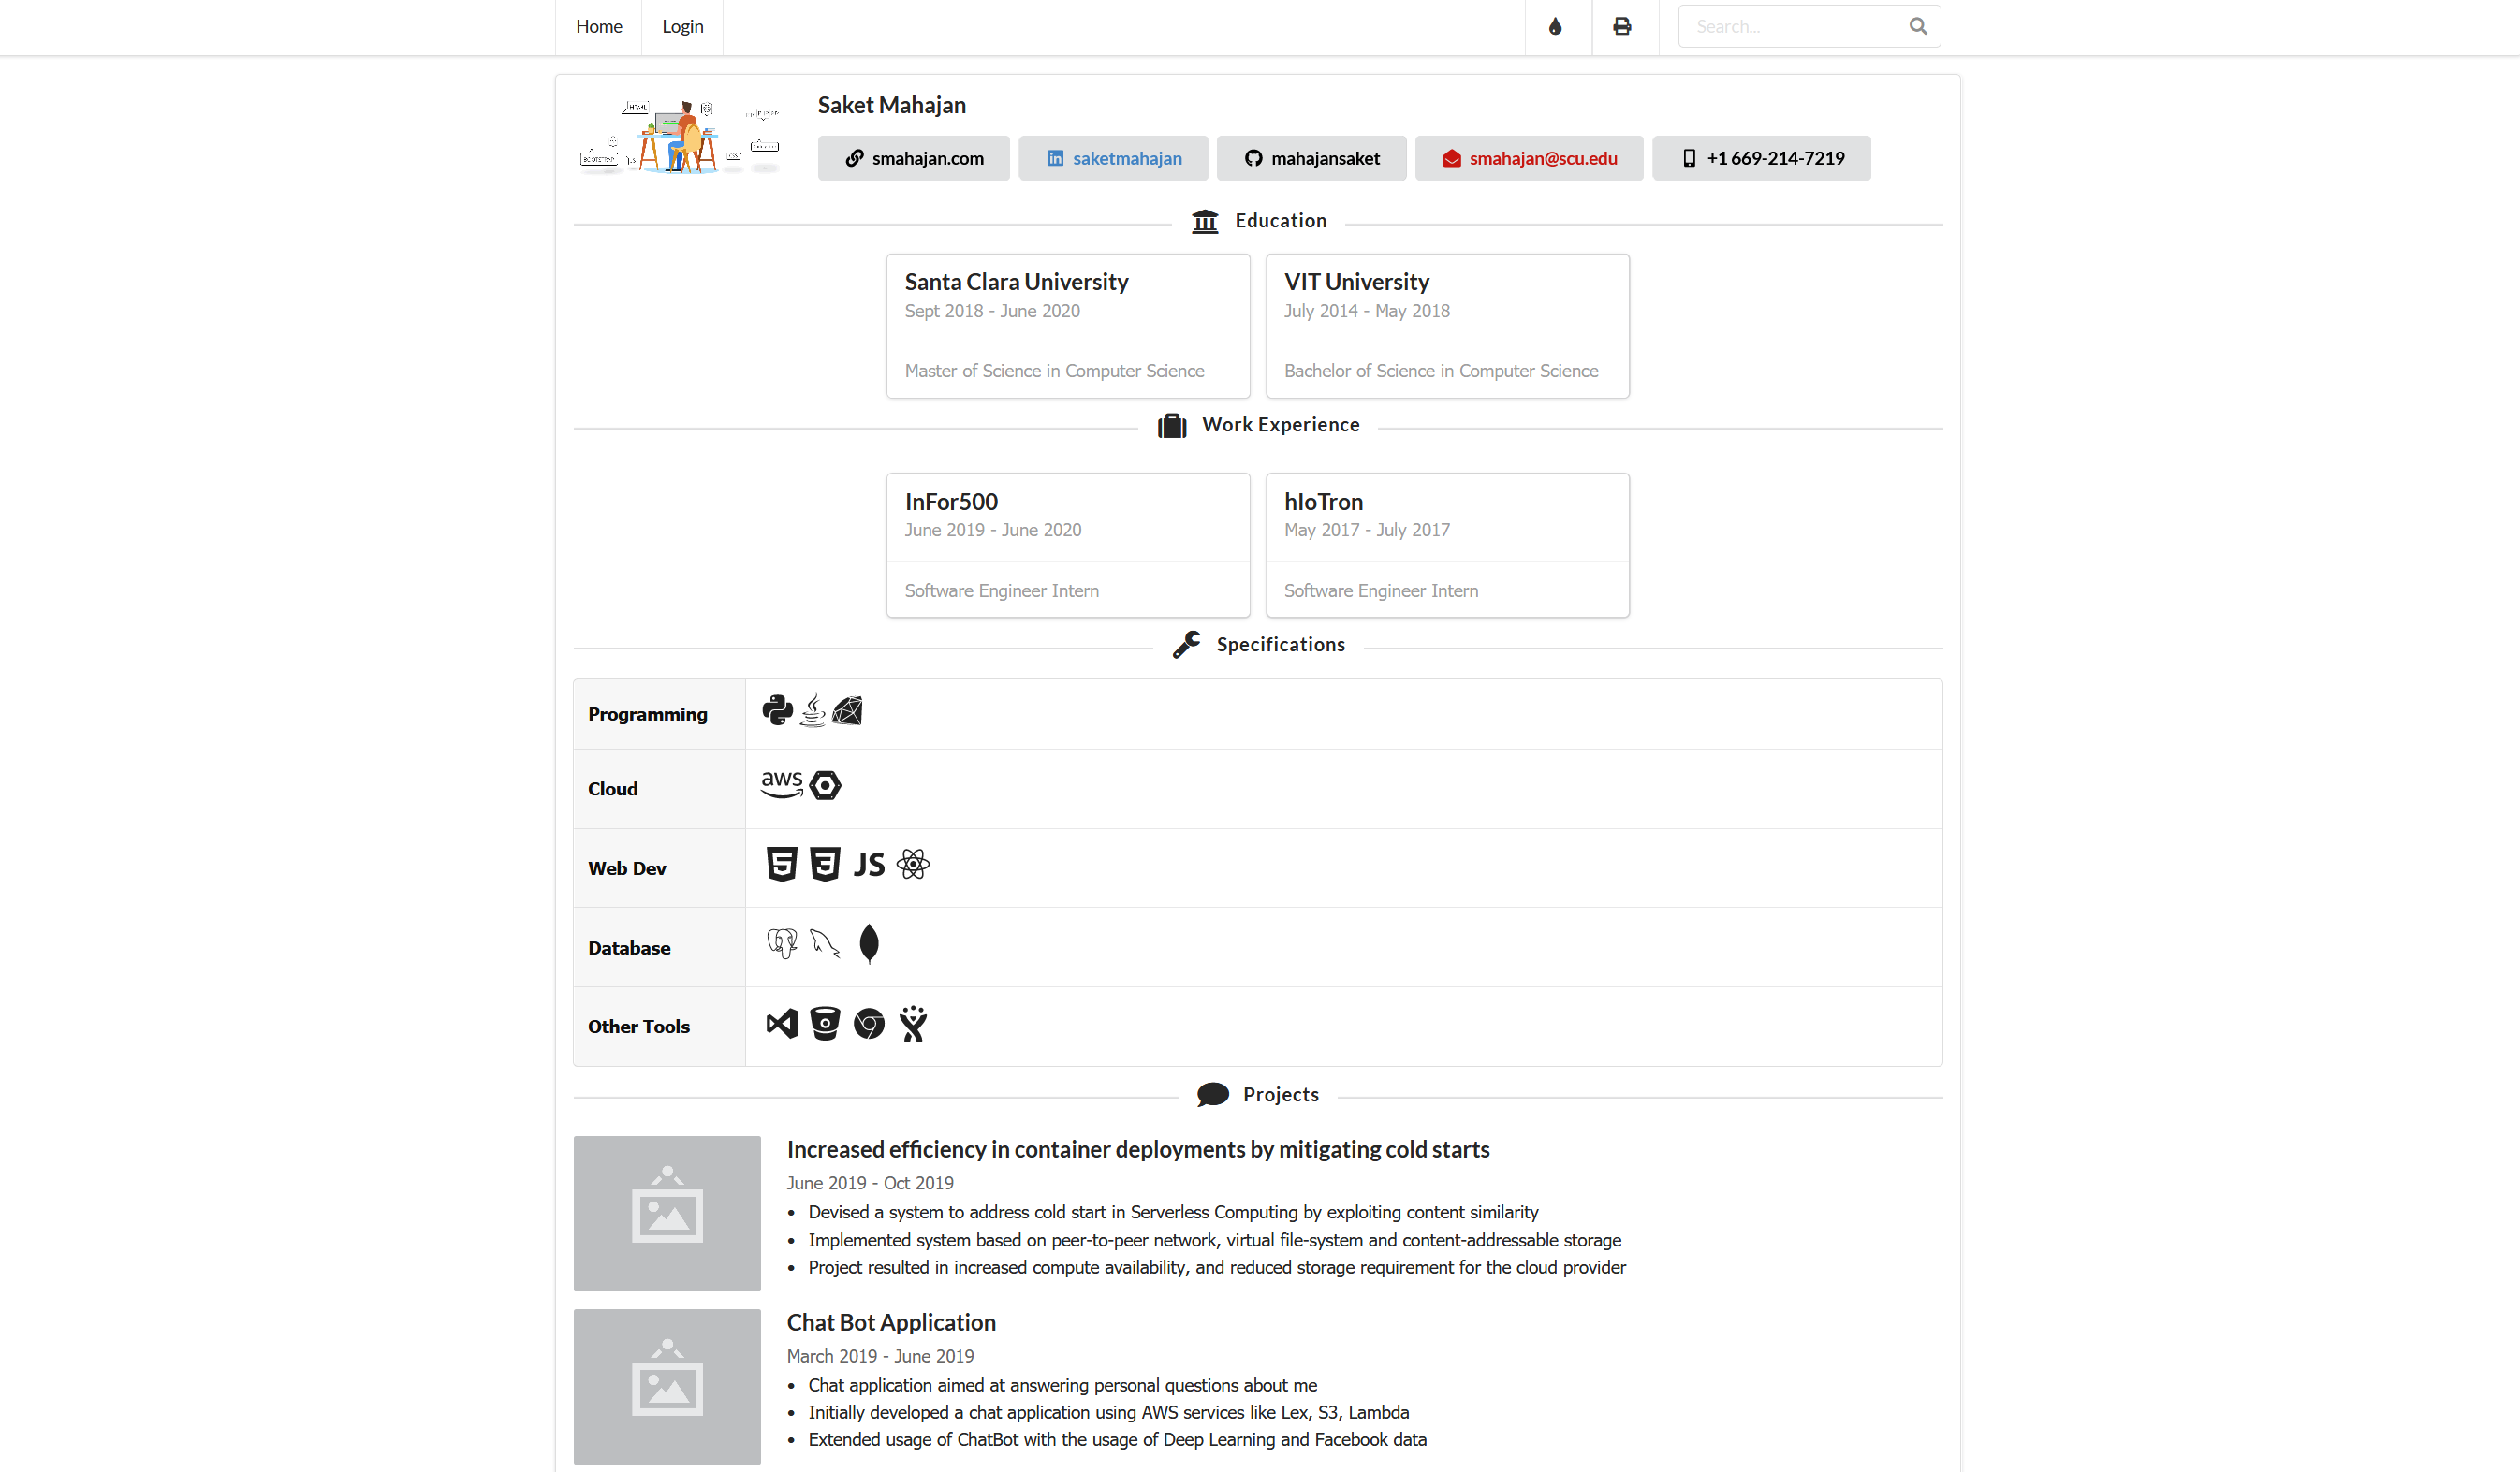 Home
Login
Search...
HTML
BOOTSTRAP
Saket Mahajan
smahajan.com
saketmahajan
mahajansaket
smahajan@scu.edu
+1 669-214-7219
Education
Santa Clara University
Sept 2018 - June 2020
Master of Science in Computer Science
VIT University
July 2014 - May 2018
Bachelor of Science in Computer Science
Work Experience
InFor500
June 2019 - June 2020
Software Engineer Intern
hIoTron
May 2017 - July 2017
Software Engineer Intern
Specifications
Programming
Cloud
aws
Web Dev
5 3 JS
Database
Other Tools
Projects
Increased efficiency in container deployments by mitigating cold starts
June 2019 - Oct 2019
• Devised a system to address cold start in Serverless Computing by exploiting content similarity
• Implemented system based on peer-to-peer network, virtual file-system and content-addressable storage
• Project resulted in increased compute availability, and reduced storage requirement for the cloud provider
Chat Bot Application
March 2019 - June 2019
• Chat application aimed at answering personal questions about me
• Initially developed a chat application using AWS services like Lex, S3, Lambda
• Extended usage of ChatBot with the usage of Deep Learning and Facebook data